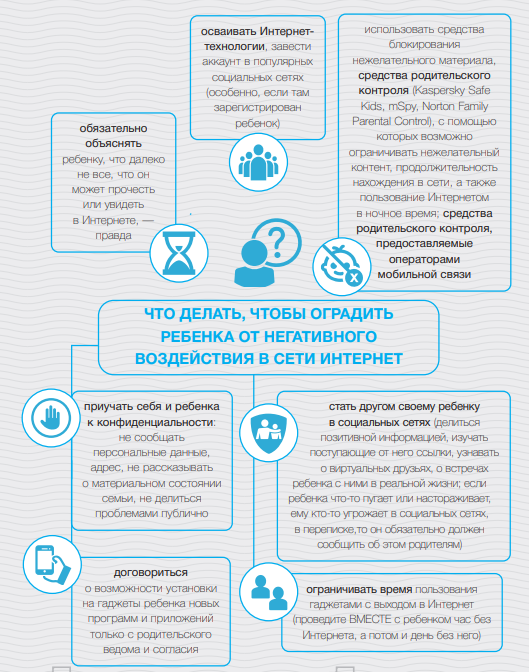 осваивать Интернет-
технологии, завести
аккаунт в популярных
социальных сетях
(особенно, если там
зарегистрирован
ребенок)
использовать средства
блокирования
нежелательного материала,
средства родительского
контроля (Kaspersky Safe
Kids, mSpy, Norton Family
Parental Control), с помощью
которых возможно
ограничивать нежелательный
контент, продолжительность
нахождения в сети, а также
пользование Интернетом
в ночное время; средства
родительского контроля,
предоставляемые
операторами
мобильной связи
обязательно
объяснять
ребенку, что далеко
не все, что он
может прочесть
или увидеть
в Интернете, —
правда
ЧТО ДЕЛАТЬ, ЧТОБЫ ОГРАДИТЬ
РЕБЕНКА ОТ НЕГАТИВНОГО
ВОЗДЕЙСТВИЯ В СЕТИ ИНТЕРНЕТ
приучать себя и ребенка
к конфиденциальности:
не сообщать
персональные данные,
адрес, не рассказывать
о материальном состоянии
семьи, не делиться
проблемами публично
стать другом своему ребенку
в социальных сетях (делиться
позитивной информацией, изучать
поступающие от него ссылки, узнавать
о виртуальных друзьях, о встречах
ребенка с ними в реальной жизни; если
ребенка что-то пугает или настораживает,
ему кто-то угрожает в социальных сетях,
в переписке,то он обязательно должен
сообщить об этом родителям)
договориться
о возможности установки
на гаджеты ребенка новых
программ и приложений
только с родительского
ведома и согласия
ограничивать время пользования
гаджетами с выходом в Интернет
(проведите ВМЕСТЕ с ребенком час без
Интернета, а потом и день без него)